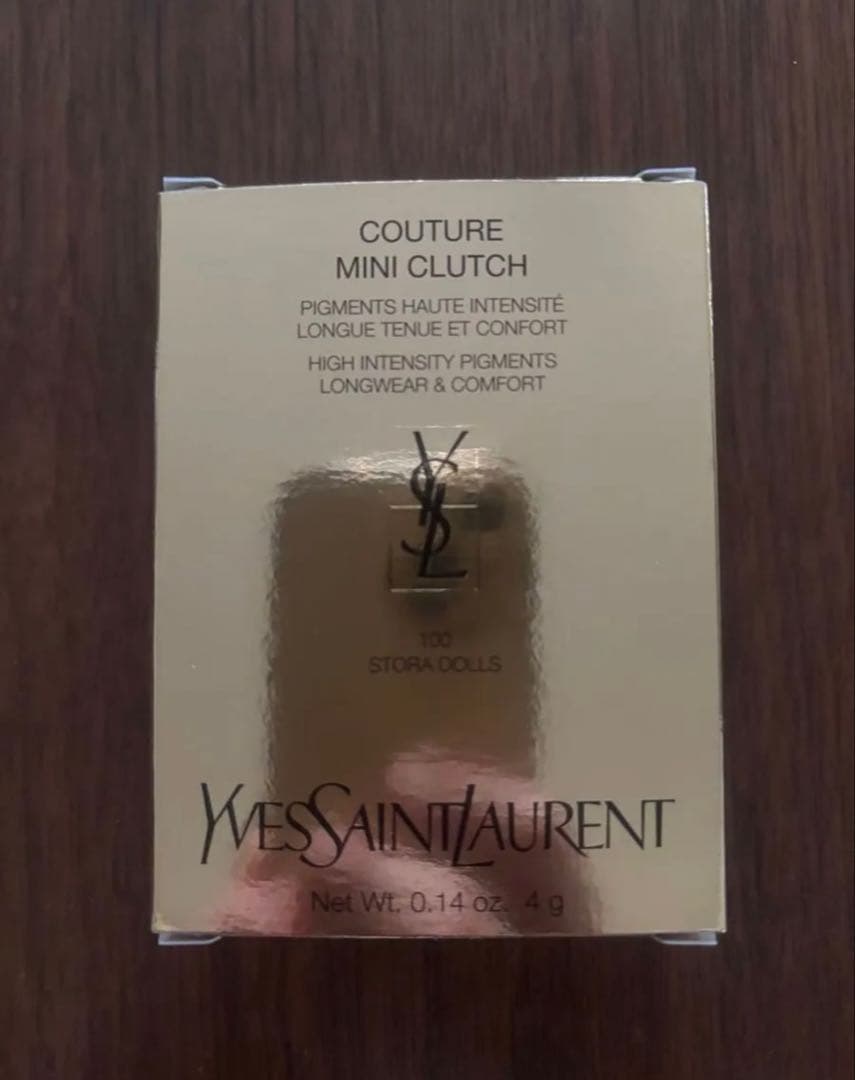 COUTURE
MINI CLUTCH
PIGMENTS HAUTE INTENSITÉ
LONGUE TENUE ET CONFORT
HIGH INTENSITY PIGMENTS
LONGWEAR & COMFORT
YSL
100
STORA DOLLS
YVESSAINTLAURENT
Net Wt. 0.14 oz. 4 g